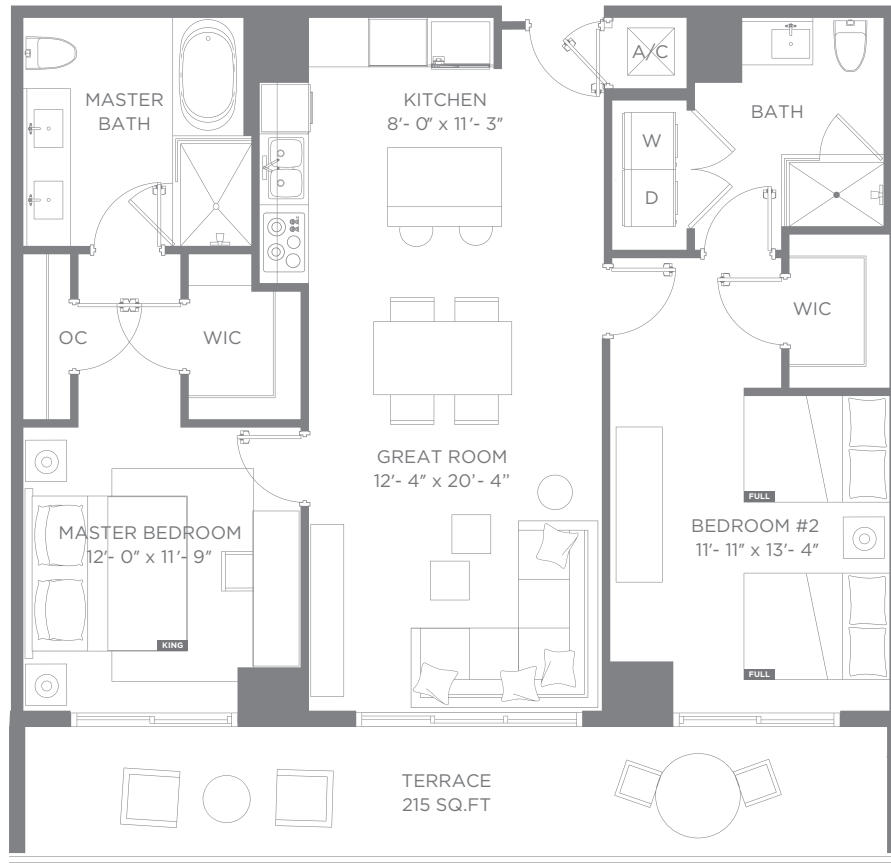 MASTER
BATH
KITCHEN
8'- 0" x 11'- 3"
A/C
BATH
W
D
OC
WIC
WIC
GREAT ROOM
12'- 4" x 20'- 4"
MASTER BEDROOM
12'- 0" x 11'- 9"
KING
FULL
BEDROOM #2
11'- 11" x 13'- 4"
FULL
TERRACE
215 SQ.FT